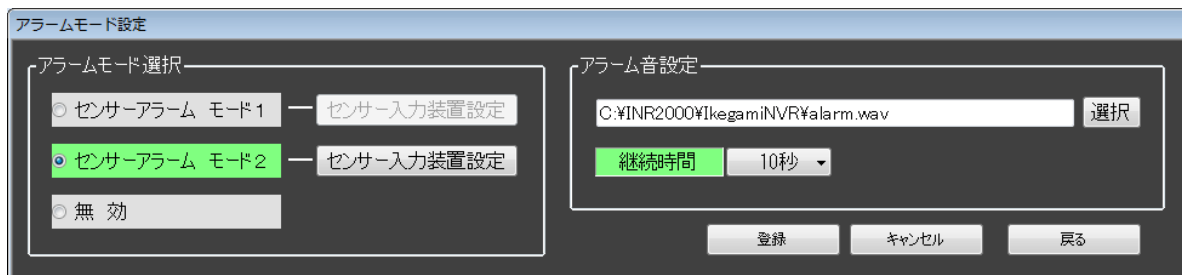 アラームモード設定
アラームモード選択
センサーアラーム モード1
センサー入力装置設定
センサーアラーム モード2
センサー入力装置設定
無 効
アラーム音設定
C:¥INR2000¥IkegamiNVR¥alarm.wav
選択
継続時間
10秒
登録
キャンセル
戻る